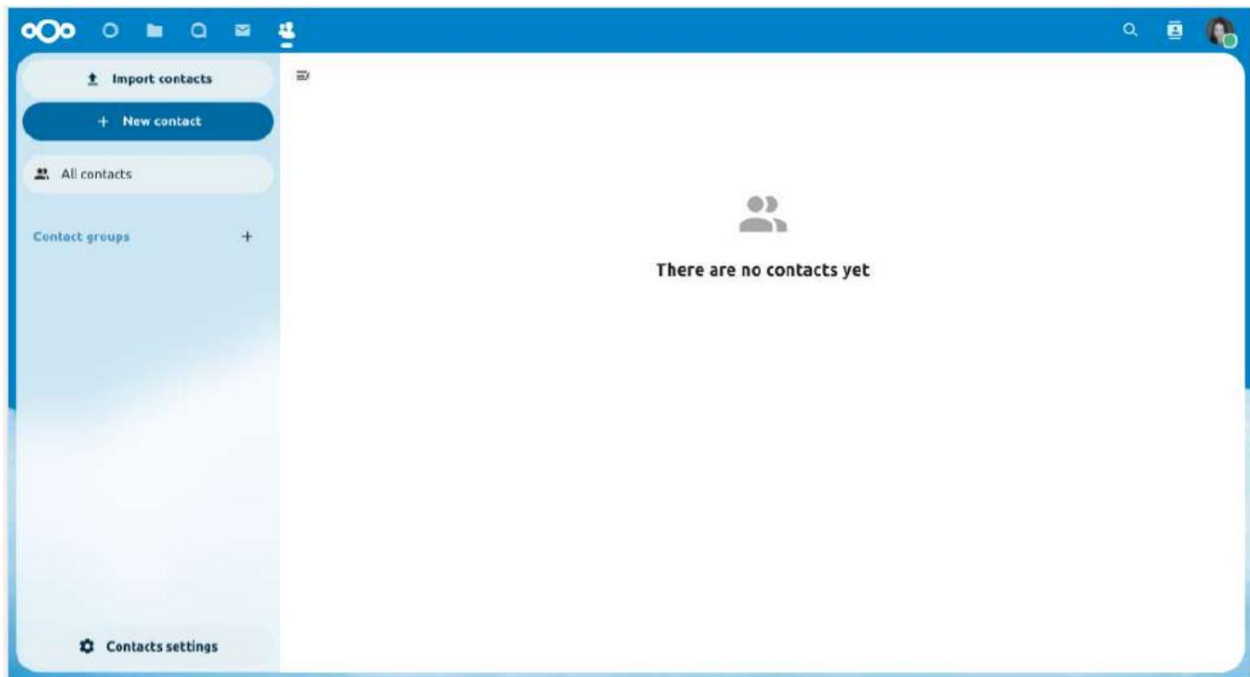 Import contacts
+ New contact
All contacts
Contact groups +
There are no contacts yet
Contacts settings